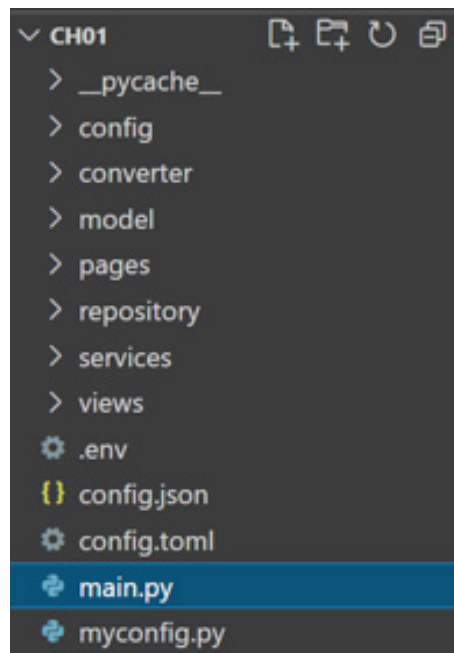 CH01
__pycache__
config
converter
model
pages
repository
services
views
.env
{} config.json
config.toml
main.py
myconfig.py